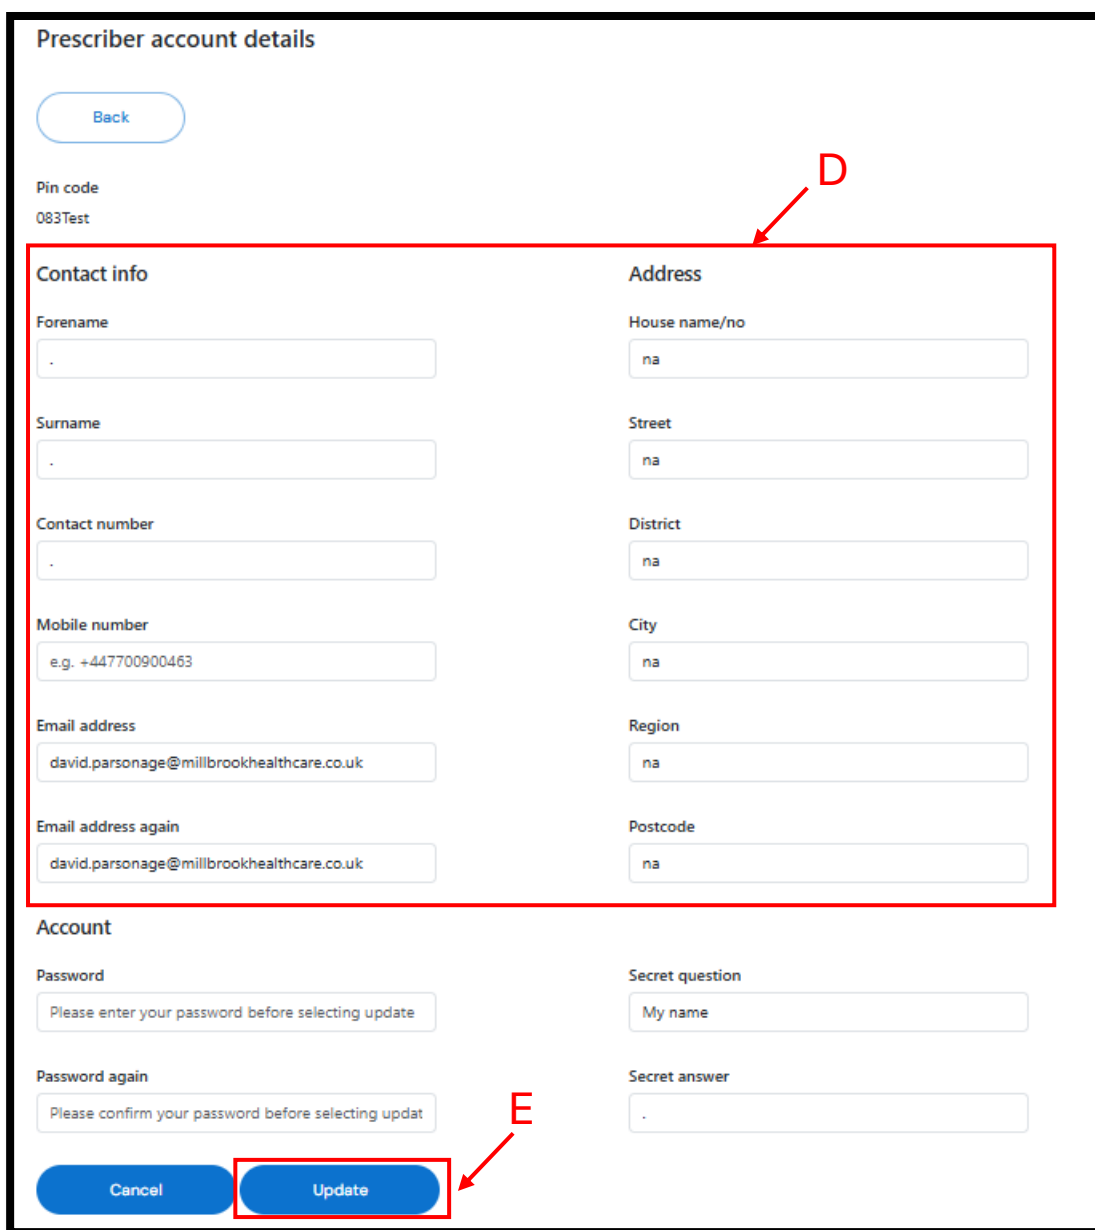 Prescriber account details
Back
D
Pin code
083Test
Contact info
Address
Forename
House name/no
.
na
Surname
Street
.
na
Contact number
District
.
na
Mobile number
City
e.g. +447700900463
na
Email address
Region
david.parsonage@millbrookhealthcare.co.uk
na
Email address again
Postcode
david.parsonage@millbrookhealthcare.co.uk
na
Account
Password
Secret question
Please enter your password before selecting update
My name
Password again
Secret answer
Please confirm your password before selecting updat
.
E
Cancel
Update